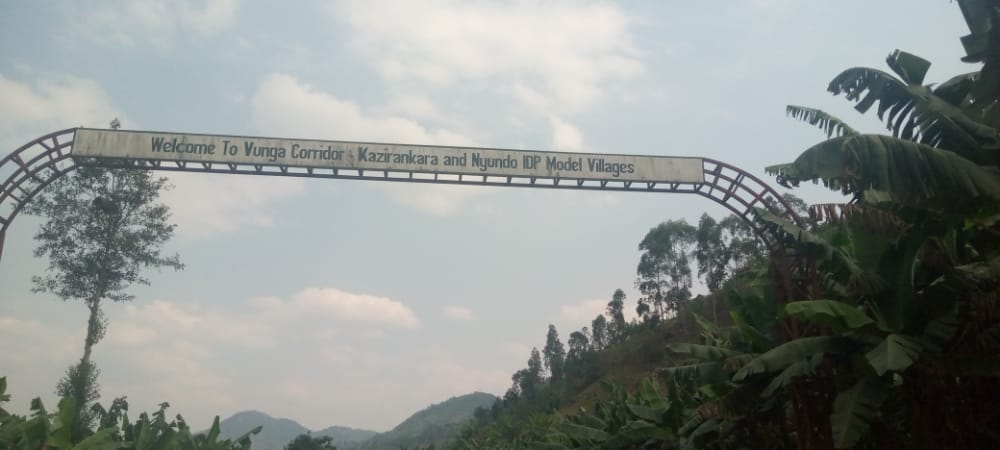 Welcome To Vunga Corridor - Kazirankara and Nyundo IDP Model Villages